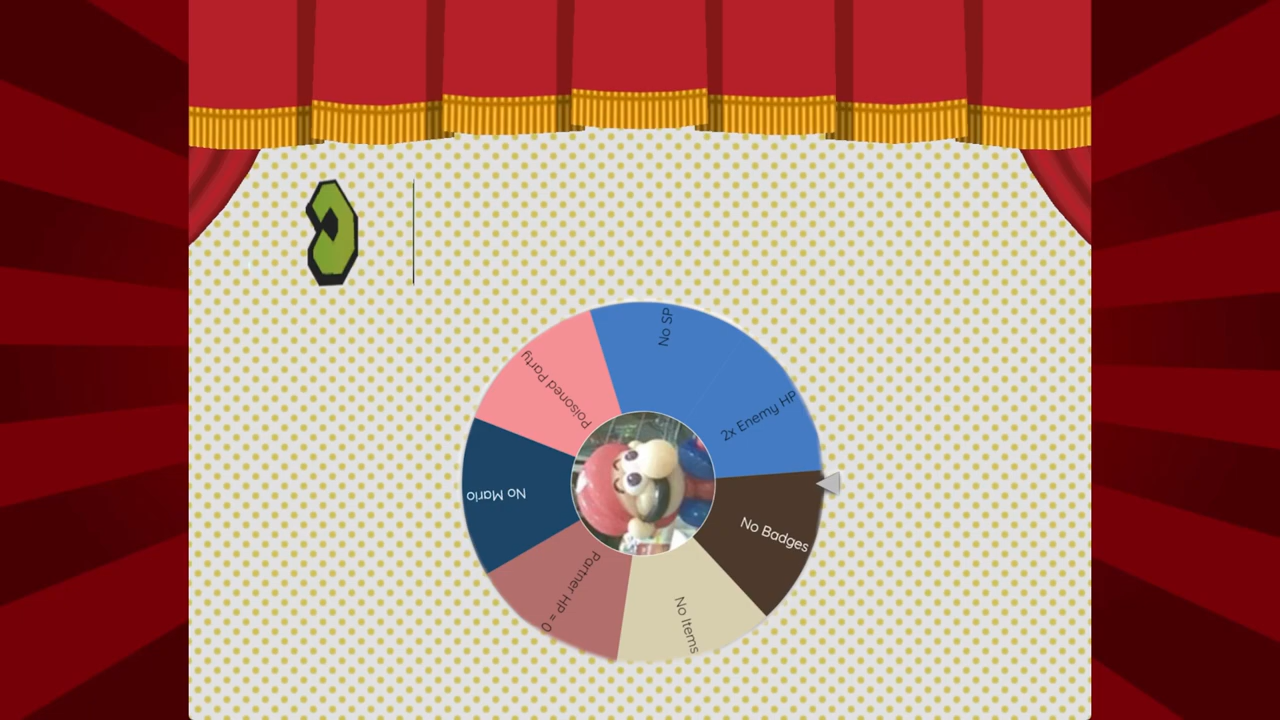 No SP
2x Enemy HP
No Badges
No Items
Partner HP = 0
No Mario
Poisoned Party